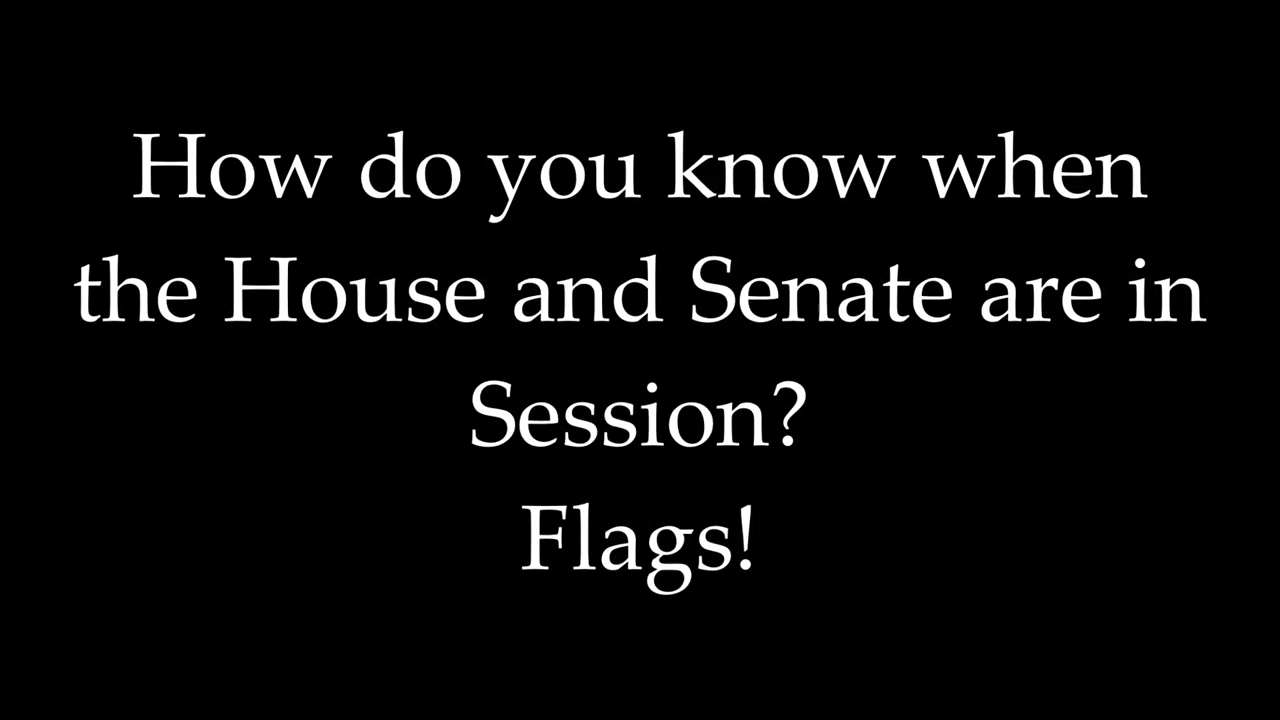 How do you know when
the House and Senate are in
Session?
Flags!